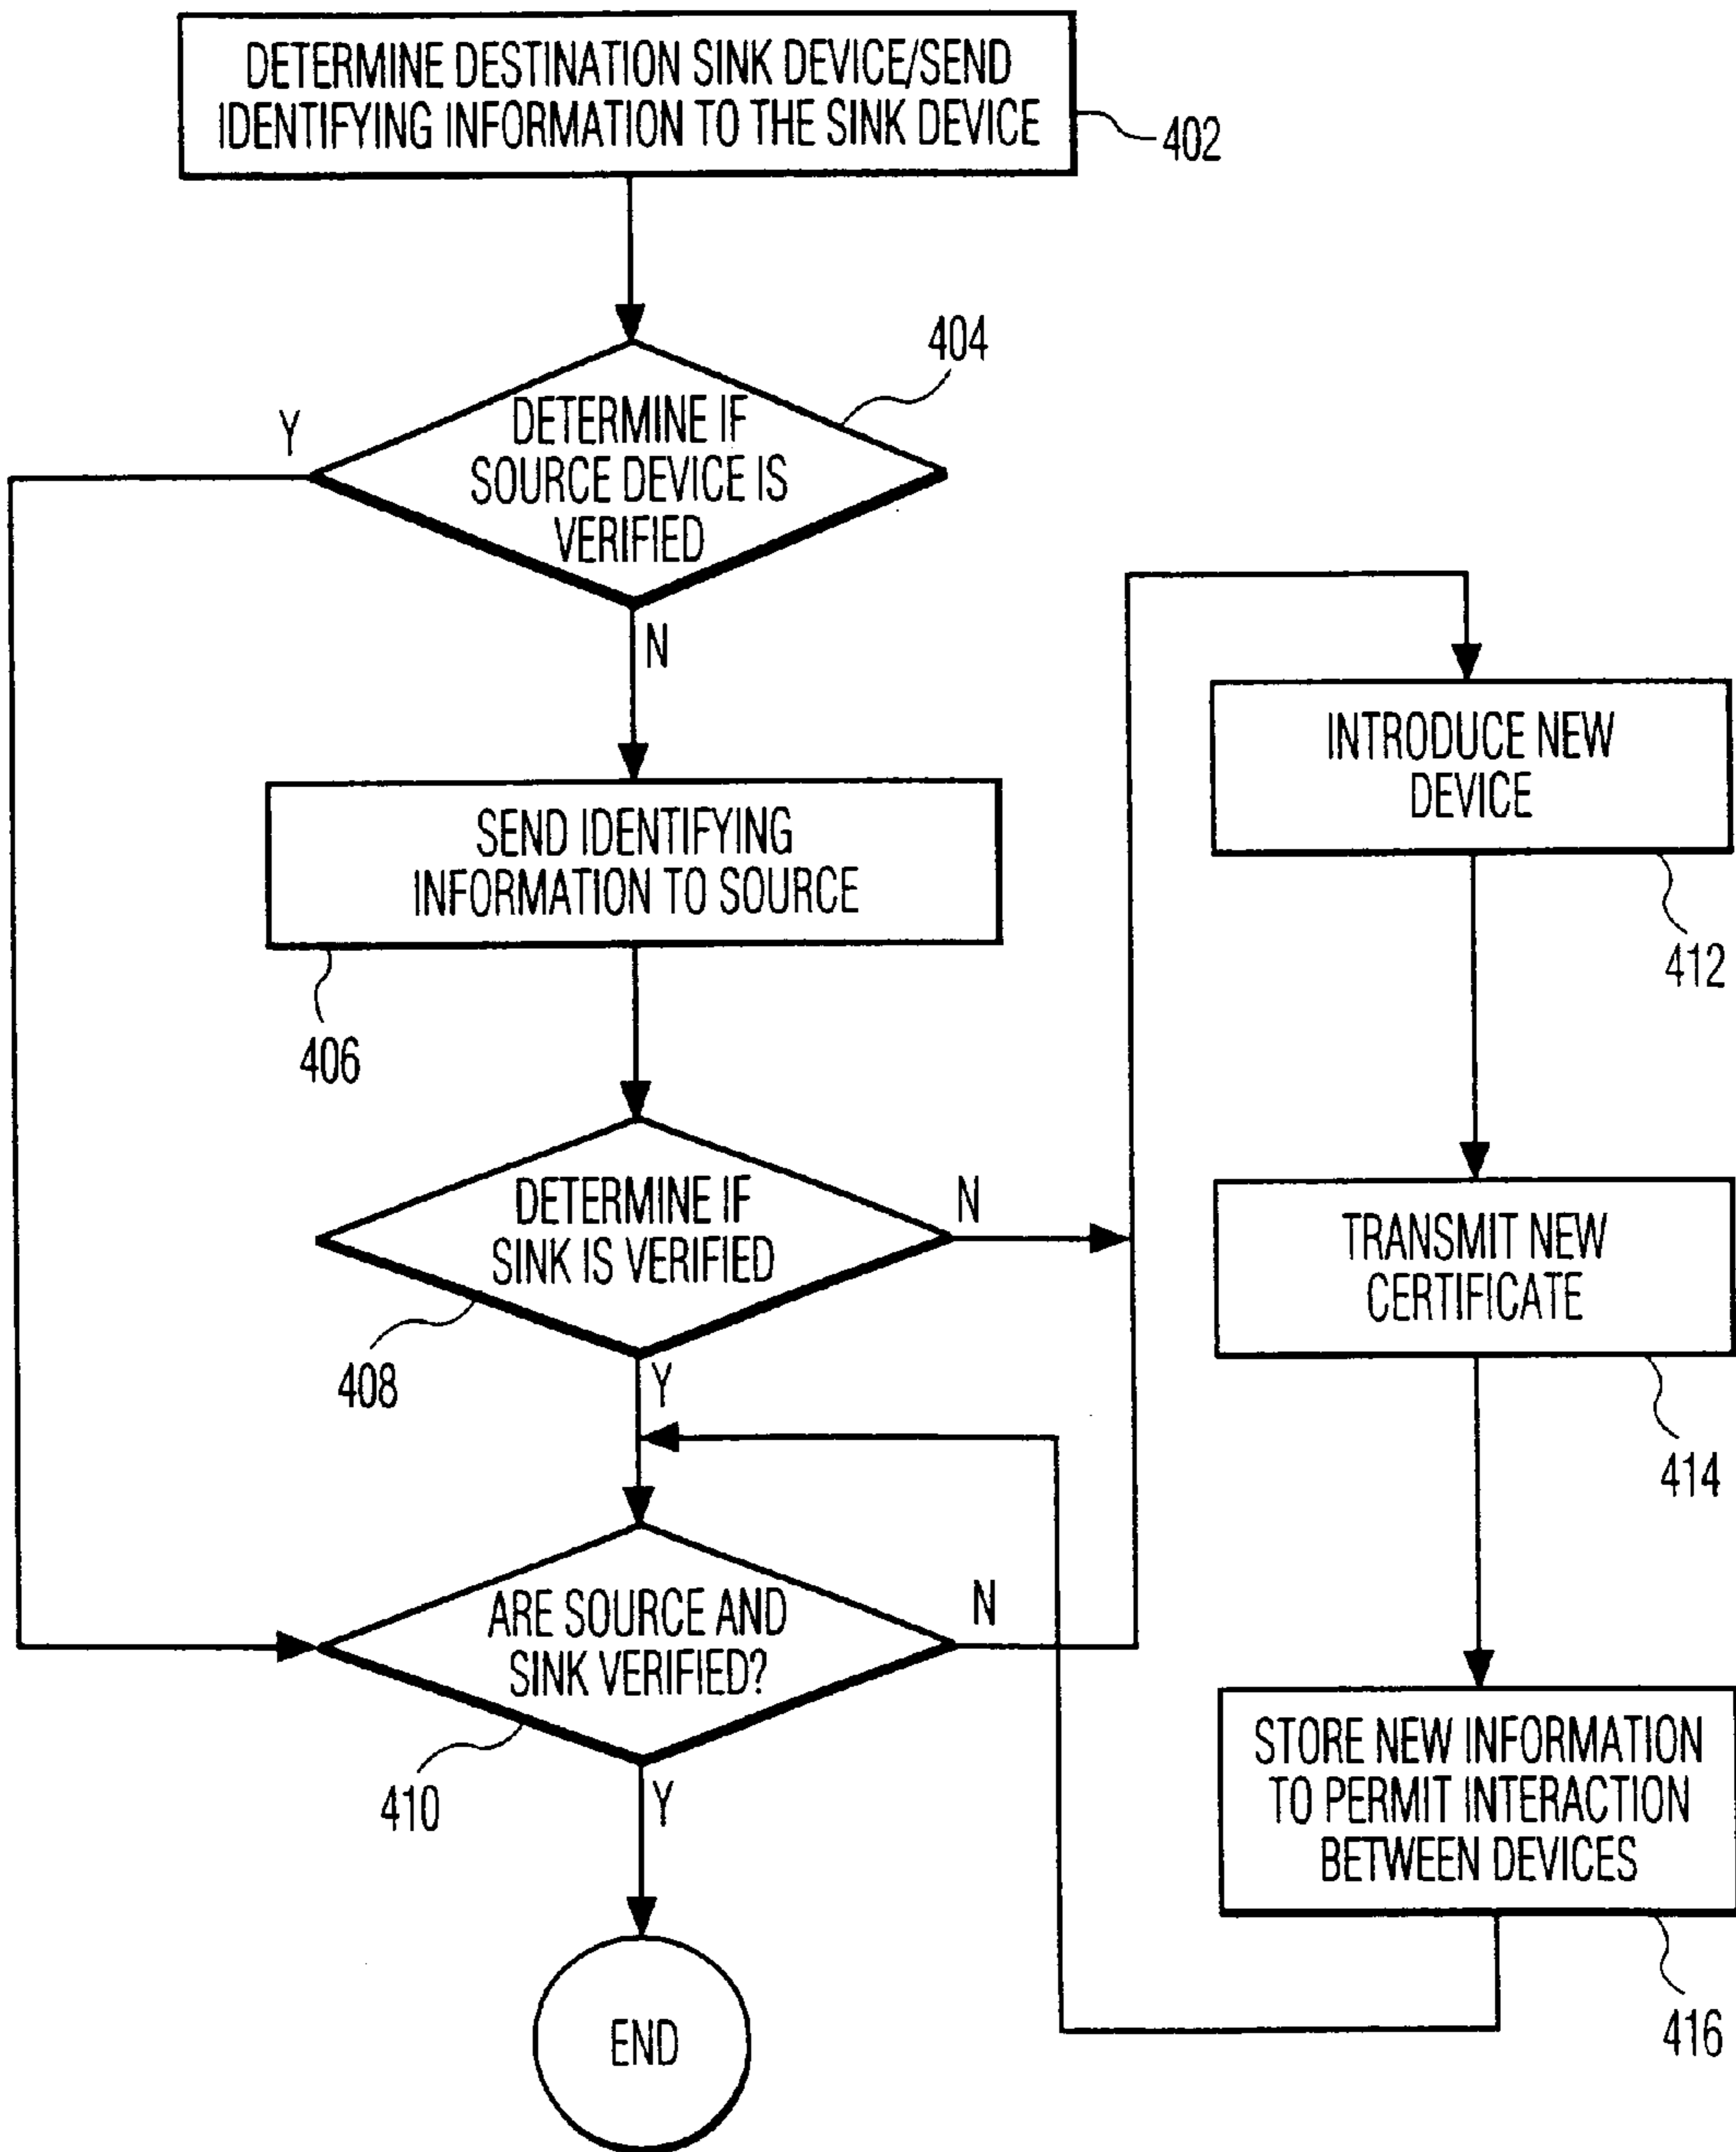 DETERMINE DESTINATION SINK DEVICE/SEND
IDENTIFYING INFORMATION TO THE SINK DEVICE
402
404
Y
DETERMINE IF
SOURCE DEVICE IS
VERIFIED
N
SEND IDENTIFYING
INFORMATION TO SOURCE
406
DETERMINE IF
SINK IS VERIFIED
N
408
Y
ARE SOURCE AND
SINK VERIFIED?
N
410
Y
END
INTRODUCE NEW
DEVICE
412
TRANSMIT NEW
CERTIFICATE
414
STORE NEW INFORMATION
TO PERMIT INTERACTION
BETWEEN DEVICES
416